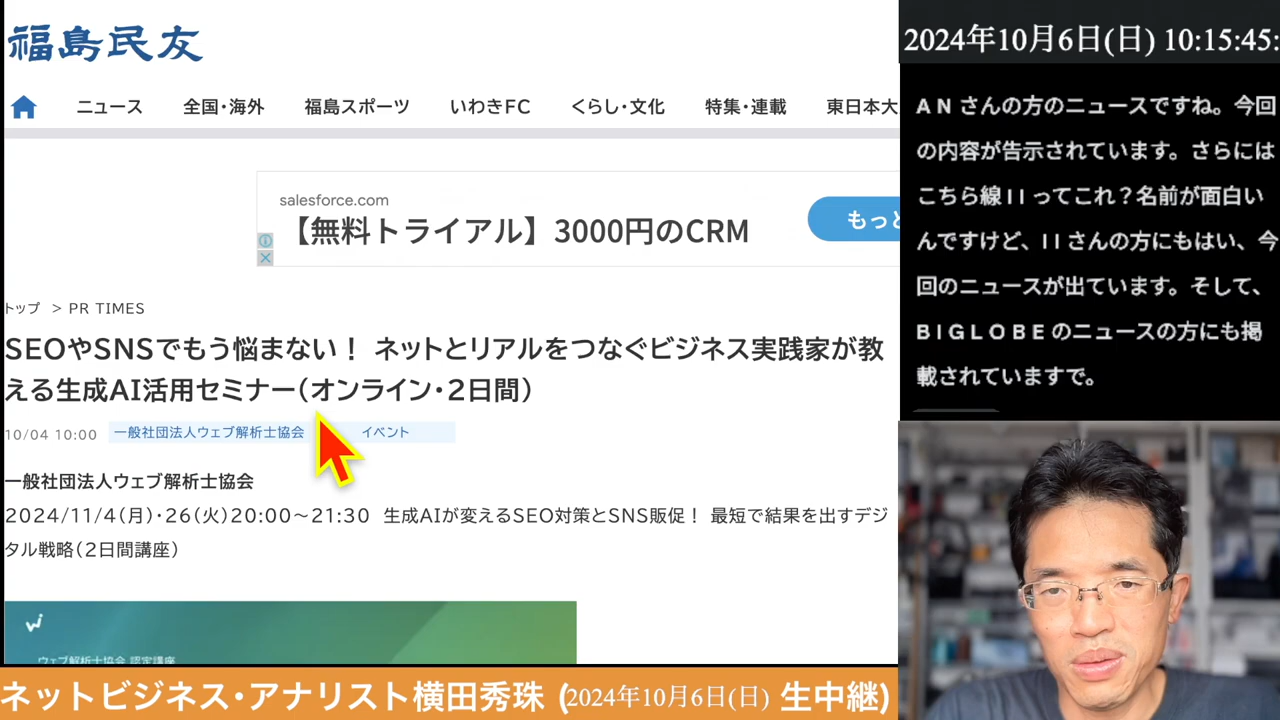 福島民友
ニュース 全国・海外 福島スポーツ いわきFC くらし・文化 特集・連載 東日本大
salesforce.com
【無料トライアル】3000円のCRM
もっと
トップ > PR TIMES
SEOやSNSでもう悩まない！ ネットとリアルをつなぐビジネス実践家が教
える生成AI活用セミナー（オンライン・2日間）
10/04 10:00 一般社団法人ウェブ解析士協会 イベント
一般社団法人ウェブ解析士協会
2024/11/4（月）・26（火）20:00～21:30 生成AIが変えるSEO対策とSNS販促！ 最短で結果を出すデジ
タル戦略（2日間講座）
ウェブ解析士協会 認定講座
ネットビジネス・アナリスト横田秀珠 (2024年10月6日(日) 生中継)
2024年10月6日(日) 10:15:45:
ANさんの方のニュースですね。今回
の内容が告示されています。さらには
こちら線IIってこれ？名前が面白い
んですけど、IIさんの方にもはい、今
回のニュースが出ています。そして、
BIGLOBEのニュースの方にも掲
載されていますで。